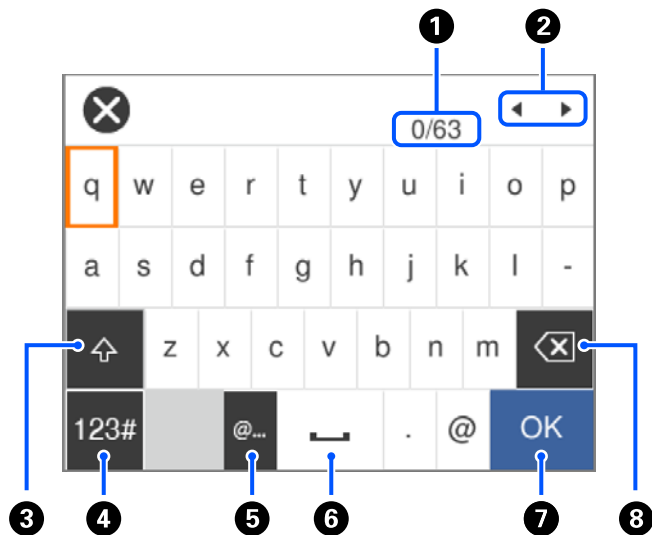 1 2
0/63
q w e r t y u i o p
a s d f g h j k l -
z x c v b n m
123# @... . @ OK
3 4 5 6 7 8